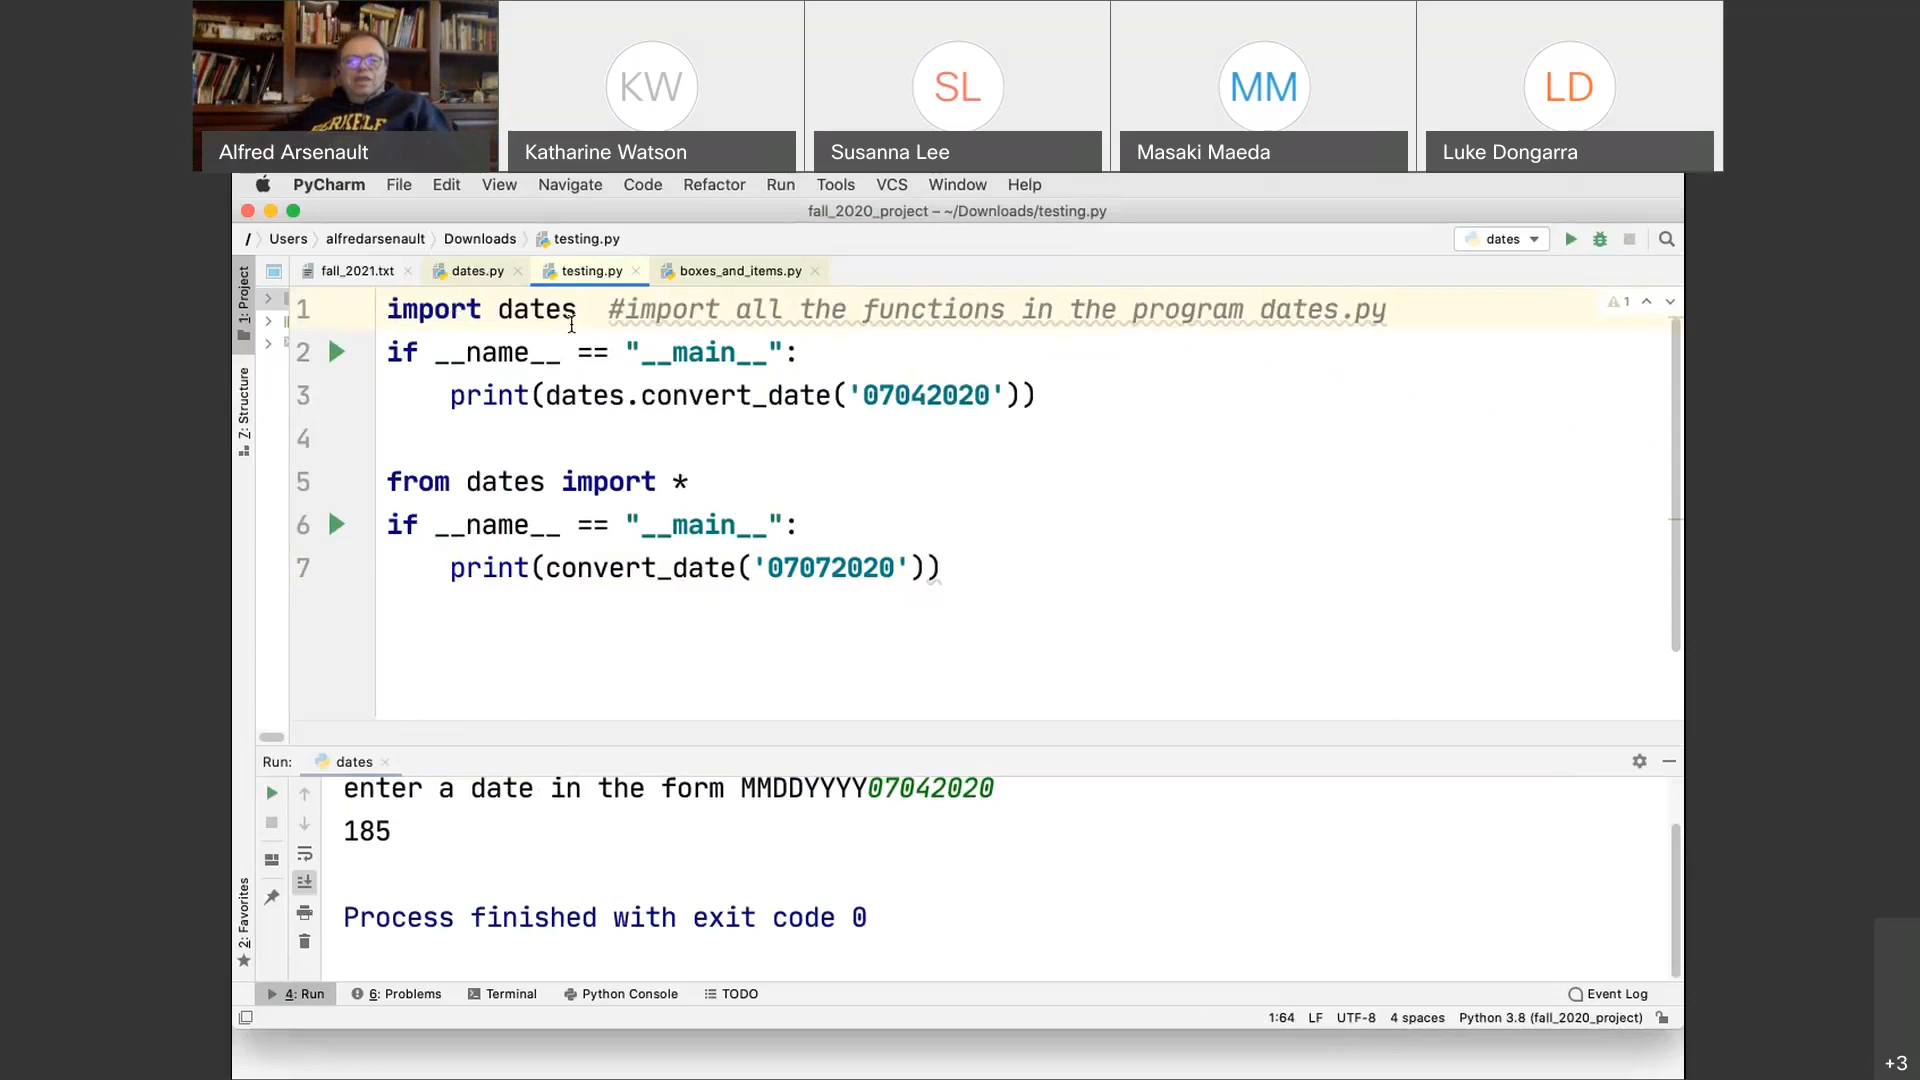 KW
SL
MM
LD
BERKELE
Alfred Arsenault
Katharine Watson
Susanna Lee
Masaki Maeda
Luke Dongarra
PyCharm File Edit View Navigate Code Refactor Run Tools VCS Window Help
fall_2020_project – ~/Downloads/testing.py
/ Users alfredarsenault Downloads testing.py
dates
fall_2021.txt dates.py testing.py boxes_and_items.py
1: Project
Z: Structure
2: Favorites
1 import dates #import all the functions in the program dates.py
1
2 if __name__ == "__main__":
3 print(dates.convert_date('07042020'))
4
5 from dates import *
6 if __name__ == "__main__":
7 print(convert_date('07072020'))
Run: dates
enter a date in the form MMDDYYYY07042020
185
Process finished with exit code 0
4: Run 6: Problems Terminal Python Console TODO Event Log
1:64 LF UTF-8 4 spaces Python 3.8 (fall_2020_project)
+3